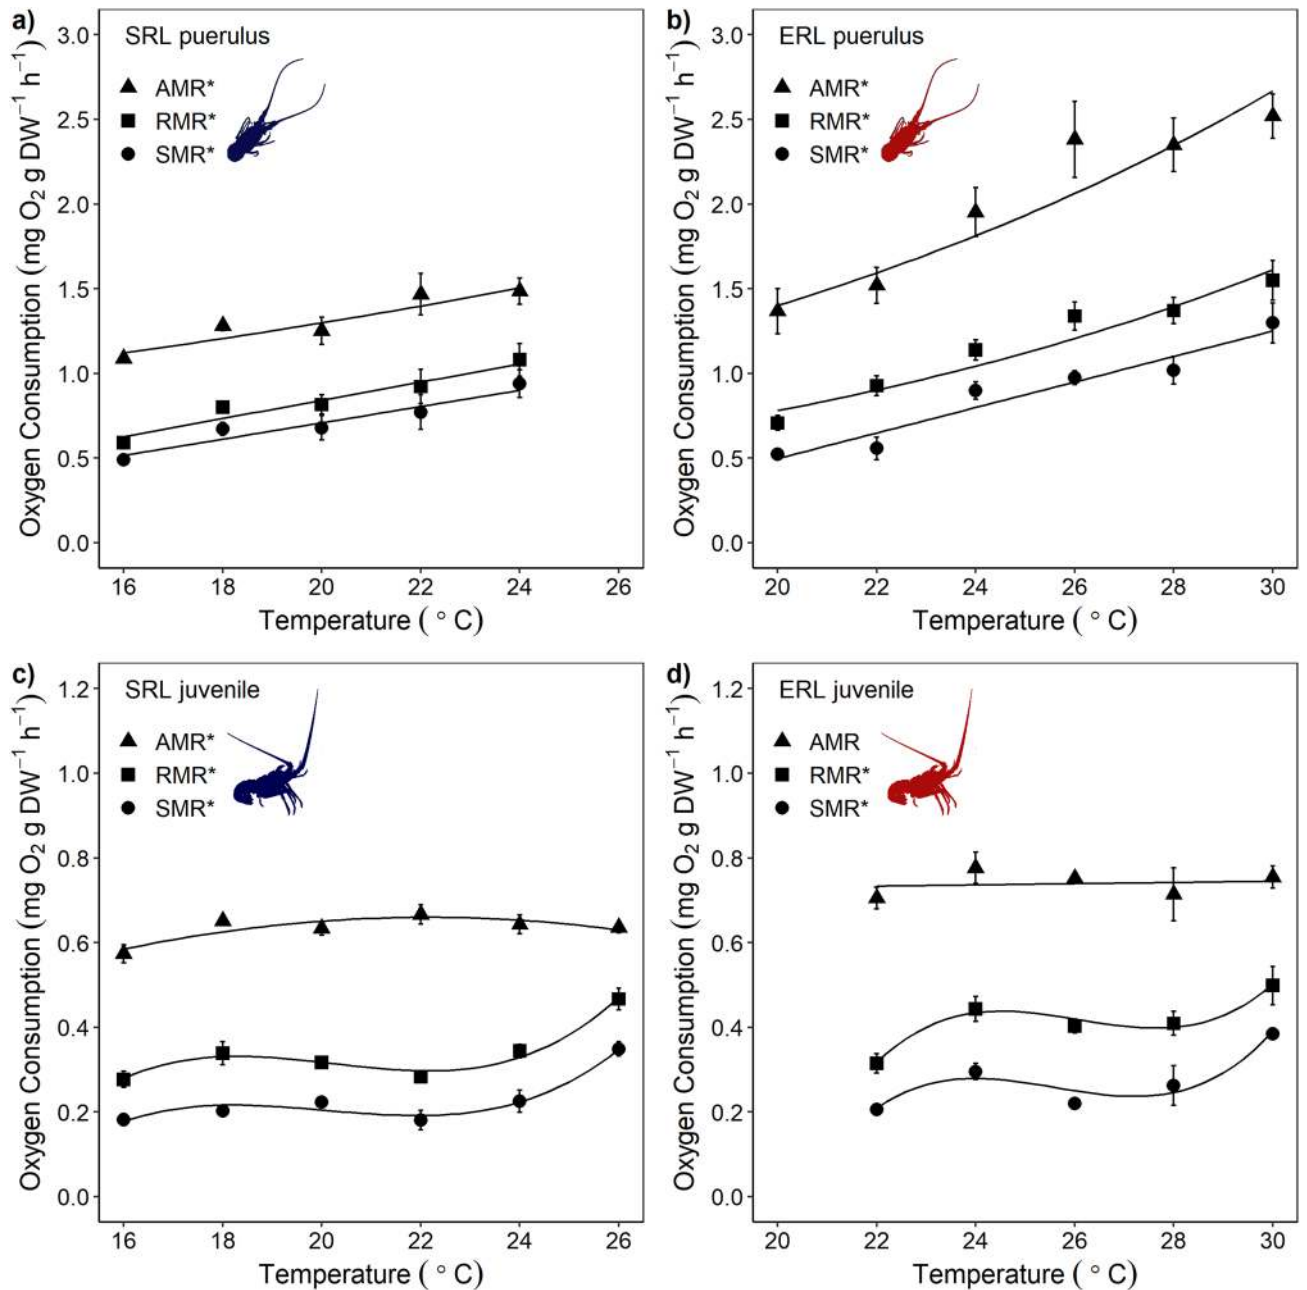 a)
SRL puerulus
AMR*
RMR*
SMR*
Oxygen Consumption (mg O₂ g DW⁻¹ h⁻¹)
3.0
2.5
2.0
1.5
1.0
0.5
0.0
16 18 20 22 24 26
Temperature (°C)
b)
ERL puerulus
AMR*
RMR*
SMR*
Oxygen Consumption (mg O₂ g DW⁻¹ h⁻¹)
3.0
2.5
2.0
1.5
1.0
0.5
0.0
20 22 24 26 28 30
Temperature (°C)
c)
SRL juvenile
AMR*
RMR*
SMR*
Oxygen Consumption (mg O₂ g DW⁻¹ h⁻¹)
1.2
1.0
0.8
0.6
0.4
0.2
0.0
16 18 20 22 24 26
Temperature (°C)
d)
ERL juvenile
AMR
RMR*
SMR*
Oxygen Consumption (mg O₂ g DW⁻¹ h⁻¹)
1.2
1.0
0.8
0.6
0.4
0.2
0.0
20 22 24 26 28 30
Temperature (°C)